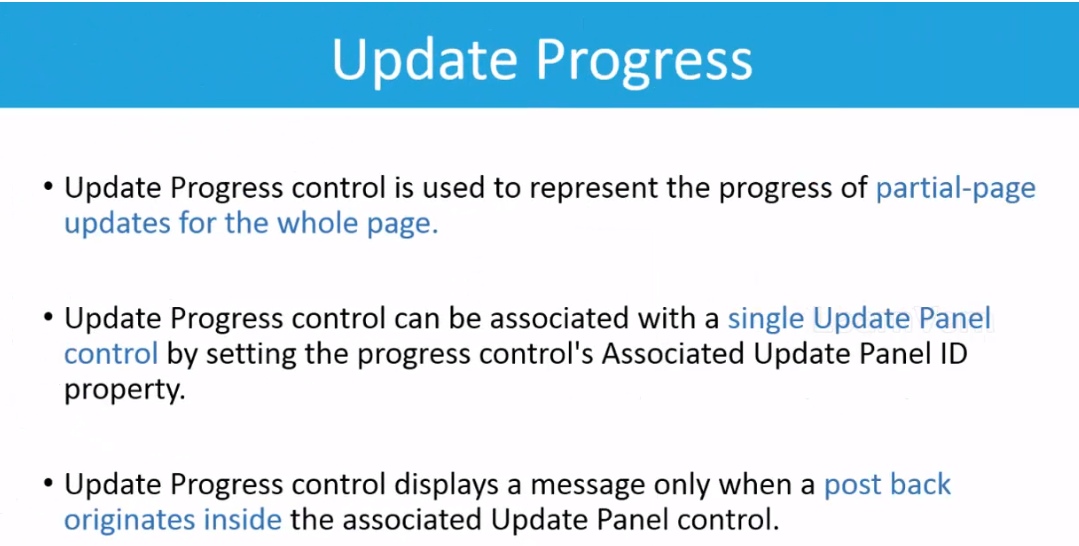 Update Progress
• Update Progress control is used to represent the progress of partial-page
updates for the whole page.
• Update Progress control can be associated with a single Update Panel
control by setting the progress control's Associated Update Panel ID
property.
• Update Progress control displays a message only when a post back
originates inside the associated Update Panel control.